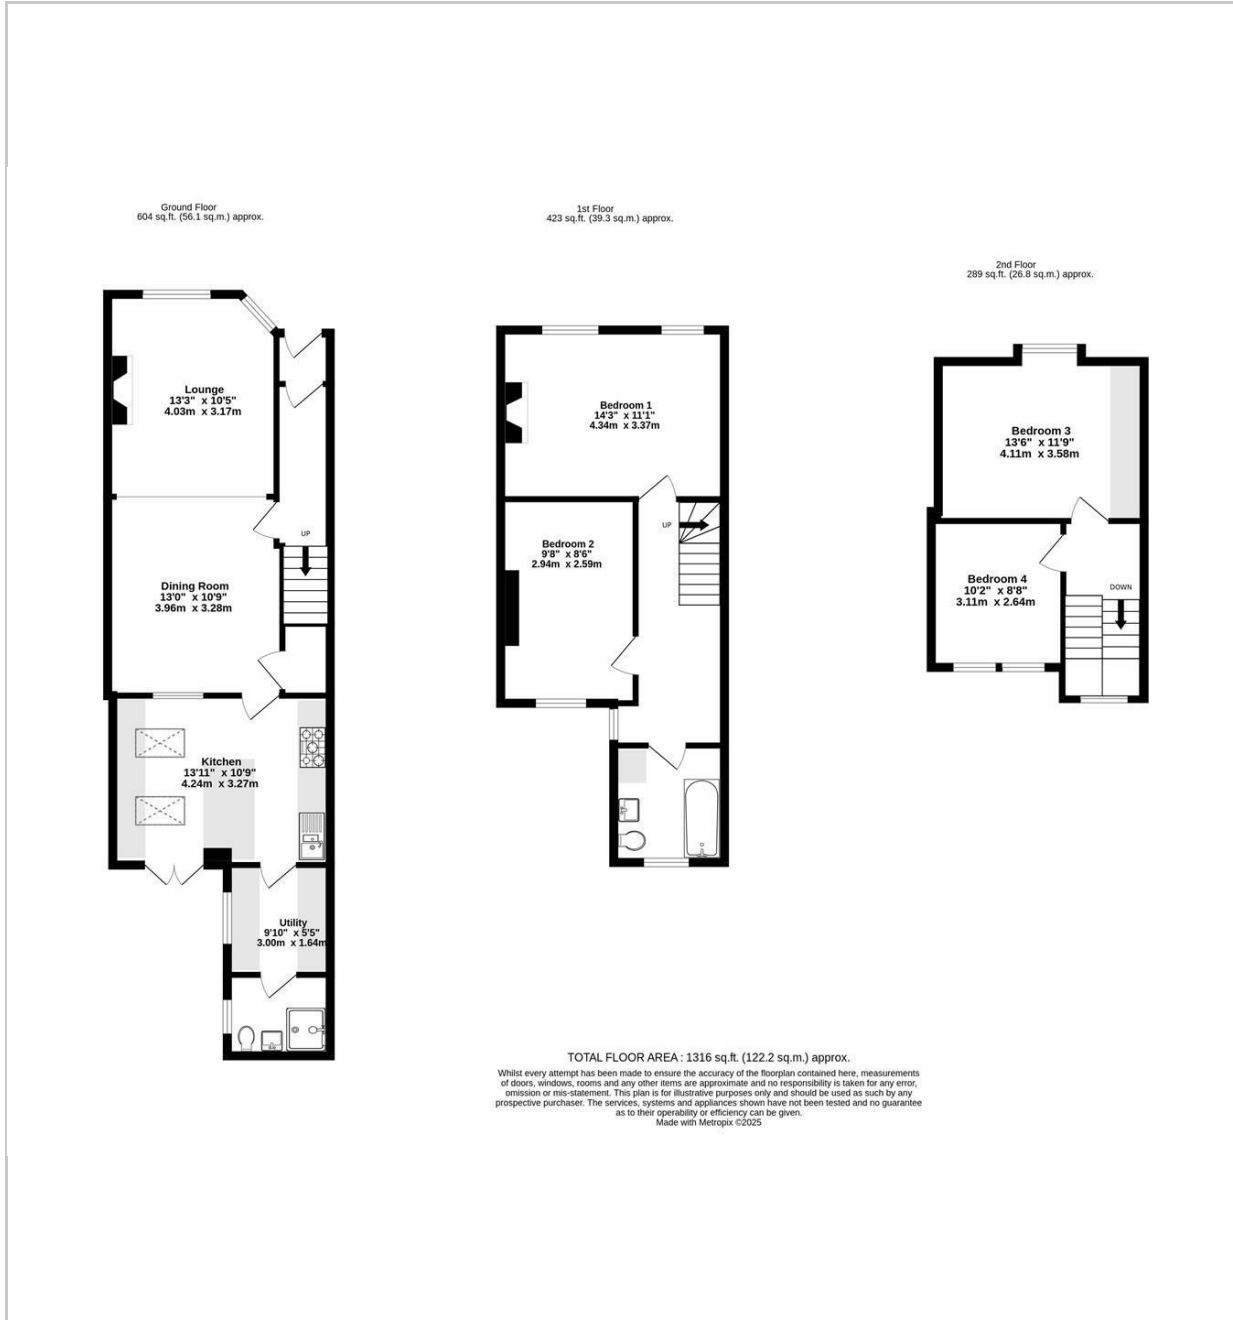 Ground Floor
604 sq.ft. (56.1 sq.m.) approx.
Lounge
13'3" x 10'5"
4.03m x 3.17m
UP
Dining Room
13'0" x 10'9"
3.96m x 3.28m
Kitchen
13'11" x 10'9"
4.24m x 3.27m
Utility
9'10" x 5'5"
3.00m x 1.64m
1st Floor
423 sq.ft. (39.3 sq.m.) approx.
Bedroom 1
14'3" x 11'1"
4.34m x 3.37m
UP
Bedroom 2
9'8" x 8'6"
2.94m x 2.59m
2nd Floor
289 sq.ft. (26.8 sq.m.) approx.
Bedroom 3
13'6" x 11'9"
4.11m x 3.58m
Bedroom 4
10'2" x 8'8"
3.11m x 2.64m
DOWN
TOTAL FLOOR AREA : 1316 sq.ft. (122.2 sq.m.) approx.
Whilst every attempt has been made to ensure the accuracy of the floorplan contained here, measurements
of doors, windows, rooms and any other items are approximate and no responsibility is taken for any error,
omission or mis-statement. This plan is for illustrative purposes only and should be used as such by any
prospective purchaser. The services, systems and appliances shown have not been tested and no guarantee
as to their operability or efficiency can be given.
Made with Metropix ©2025